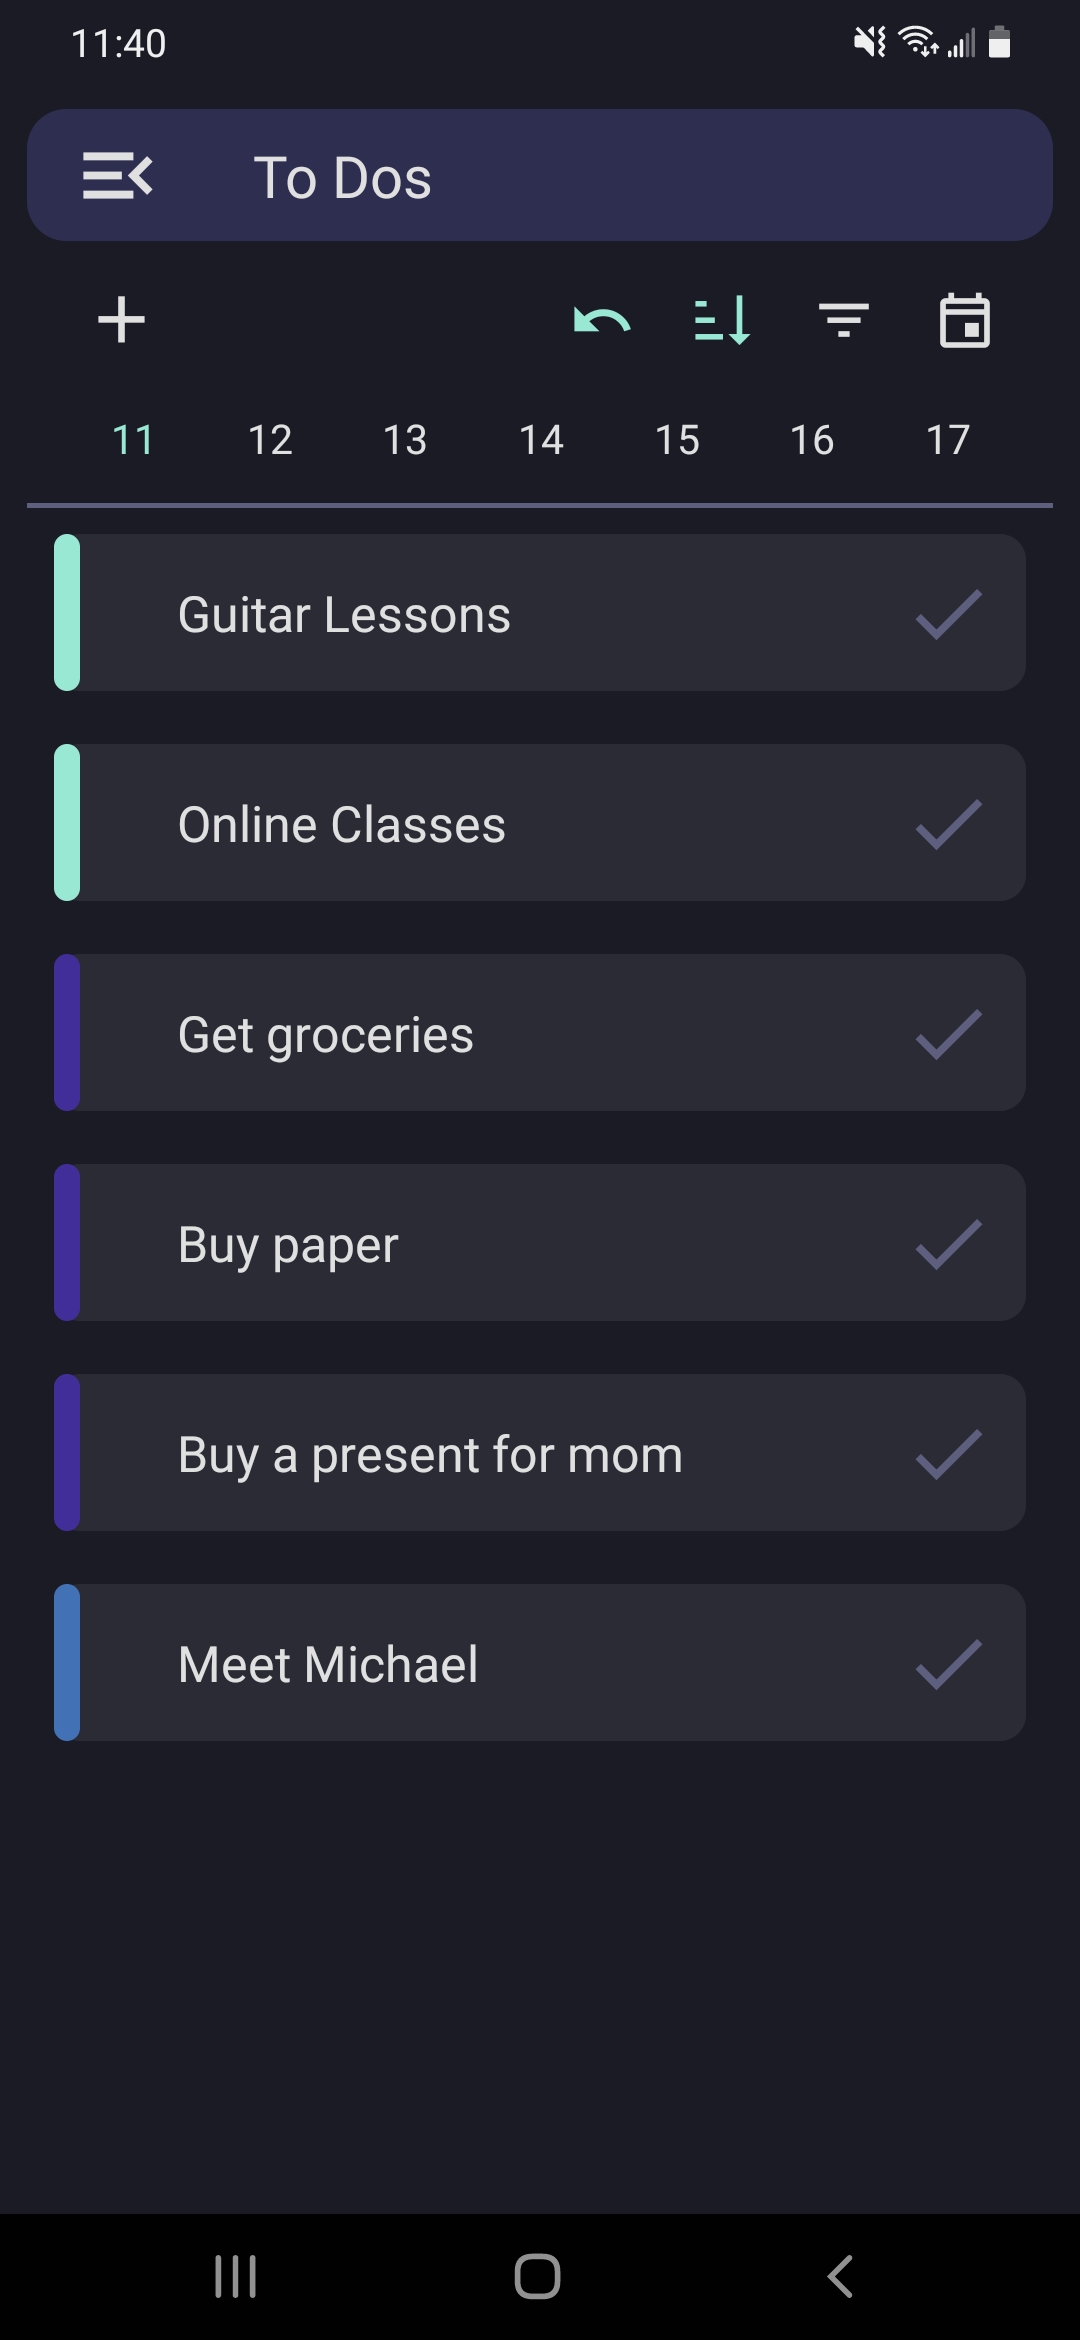 11:40
To Dos
11 12 13 14 15 16 17
Guitar Lessons
Online Classes
Get groceries
Buy paper
Buy a present for mom
Meet Michael